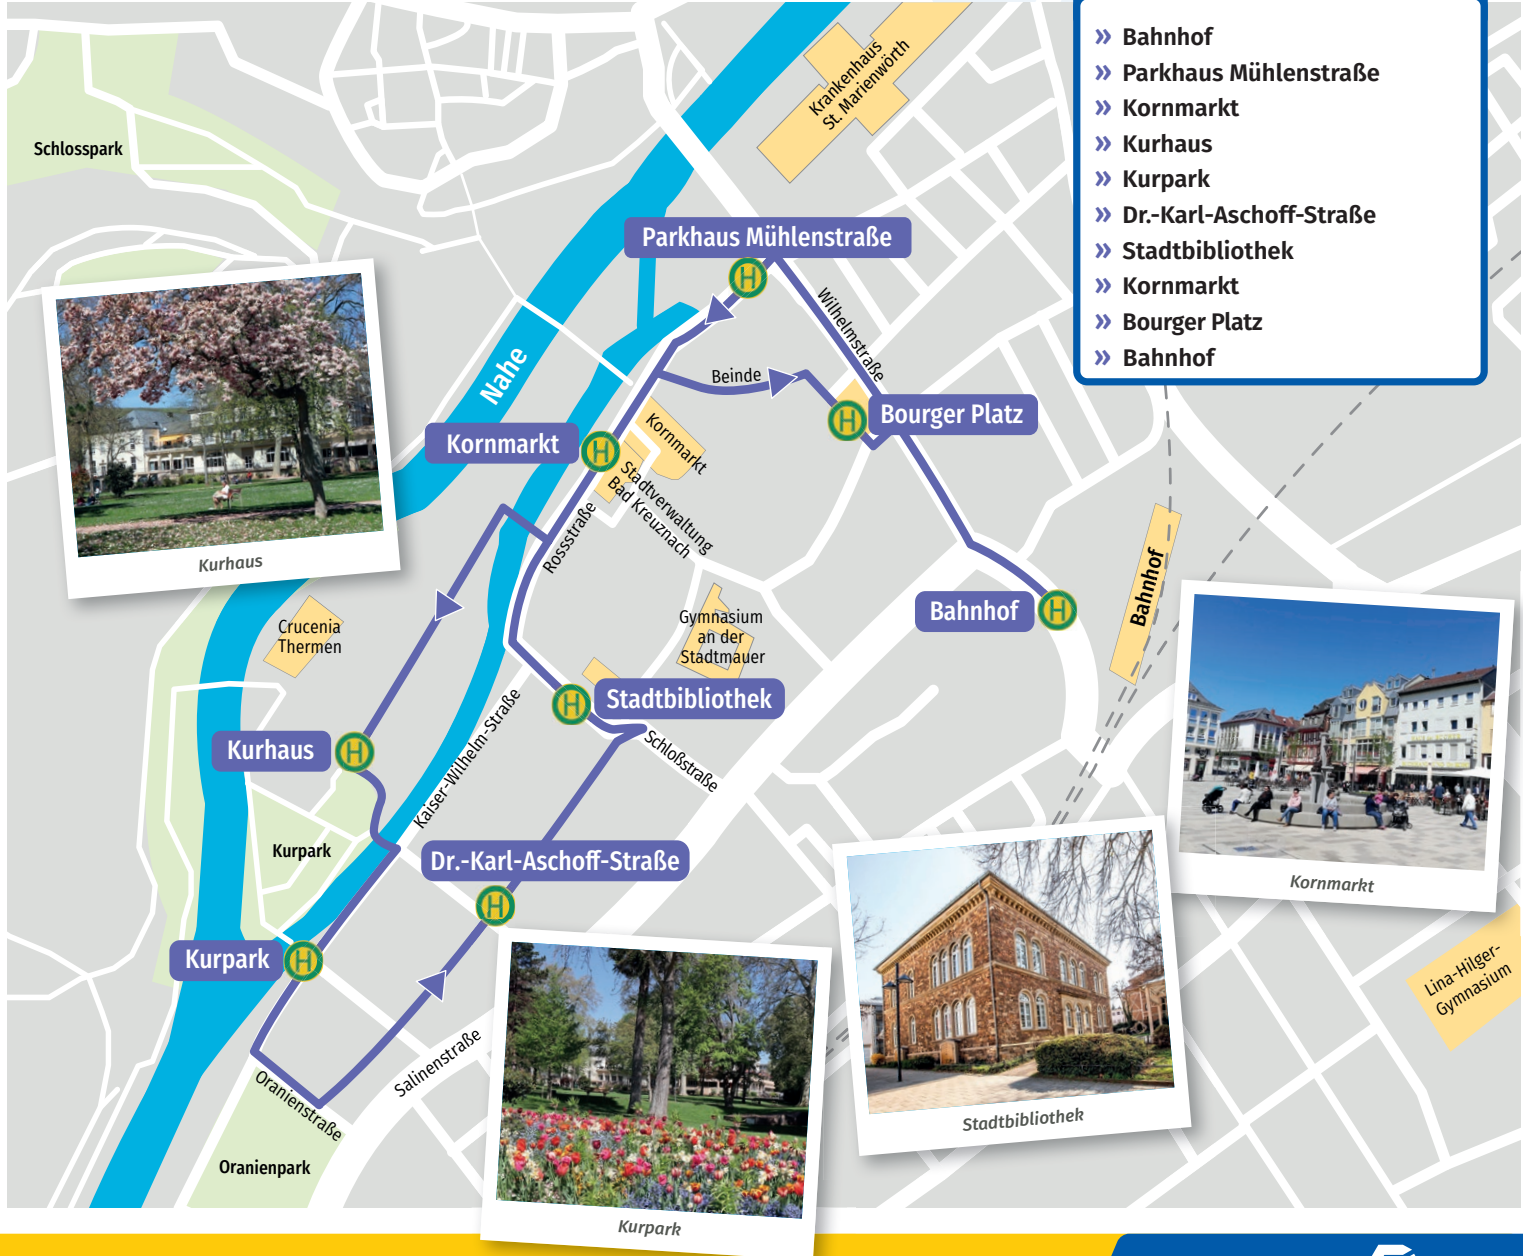 » Bahnhof
» Parkhaus Mühlenstraße
» Kornmarkt
» Kurhaus
» Kurpark
» Dr.-Karl-Aschoff-Straße
» Stadtbibliothek
» Kornmarkt
» Bourger Platz
» Bahnhof
Krankenhaus
St. Marienwörth
Schlosspark
Parkhaus Mühlenstraße
H
Wilhelmstraße
Nahe
Beinde
Bourger Platz
H
Kornmarkt
H
Kornmarkt
Stadtverwaltung
Bad Kreuznach
Rossstraße
Kurhaus
Bahnhof
H
Bahnhof
Crucenia
Thermen
Gymnasium
an der
Stadtmauer
Stadtbibliothek
H
Schloßstraße
Kaiser-Wilhelm-Straße
Kurhaus
H
Kurpark
Dr.-Karl-Aschoff-Straße
H
Kornmarkt
Kurpark
H
Lina-Hilger-
Gymnasium
Salinenstraße
Oranienstraße
Oranienpark
Stadtbibliothek
Kurpark